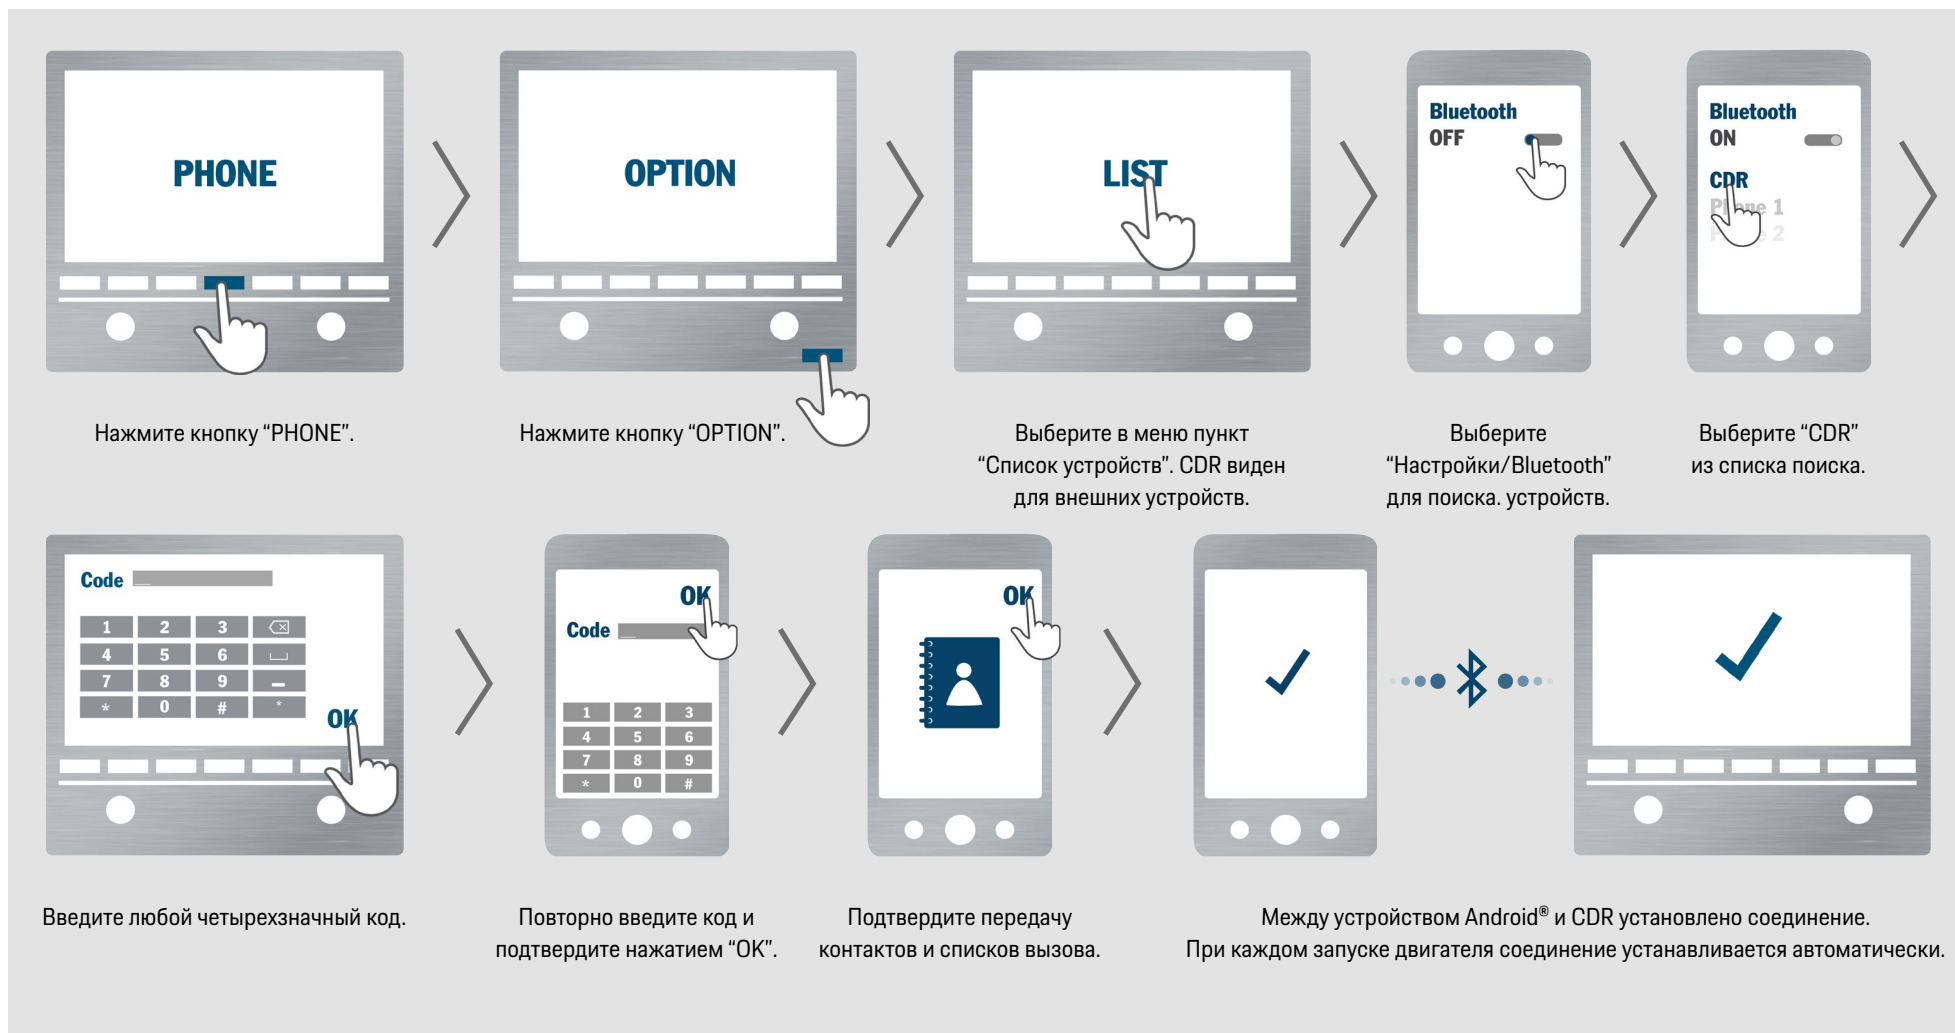 PHONE
OPTION
LIST
Bluetooth
OFF
Bluetooth
ON
CDR
Phone 1
2
Нажмите кнопку “PHONE”.
Нажмите кнопку “OPTION”.
Выберите в меню пункт
“Список устройств”. CDR виден
для внешних устройств.
Выберите
“Настройки/Bluetooth”
для поиска. устройств.
Выберите “CDR”
из списка поиска.
Code
1 2 3
4 5 6
7 8 9
* 0 # *
OK
OK
Code
1 2 3
4 5 6
7 8 9
* 0 #
OK
Введите любой четырехзначный код.
Повторно введите код и
подтвердите нажатием “OK”.
Подтвердите передачу
контактов и списков вызова.
Между устройством Android® и CDR установлено соединение.
При каждом запуске двигателя соединение устанавливается автоматически.